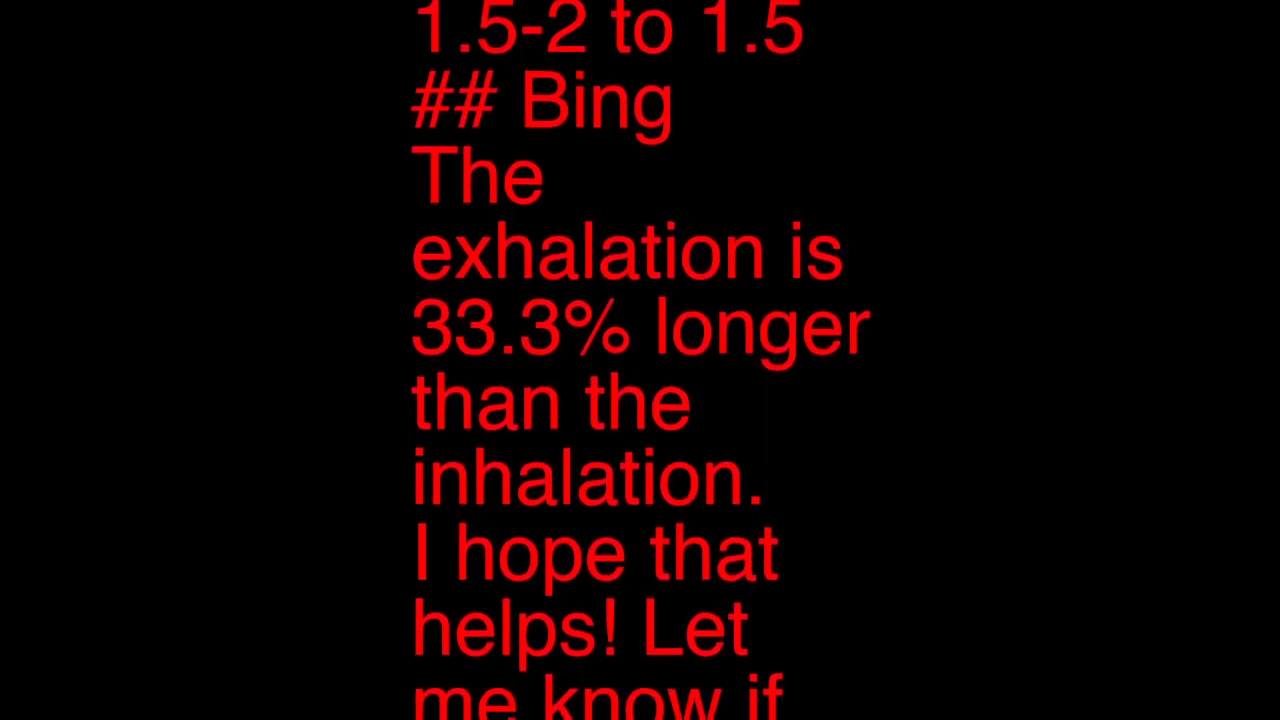 1.5-2 to 1.5
## Bing
The
exhalation is
33.3% longer
than the
inhalation.
I hope that
helps! Let
me know if